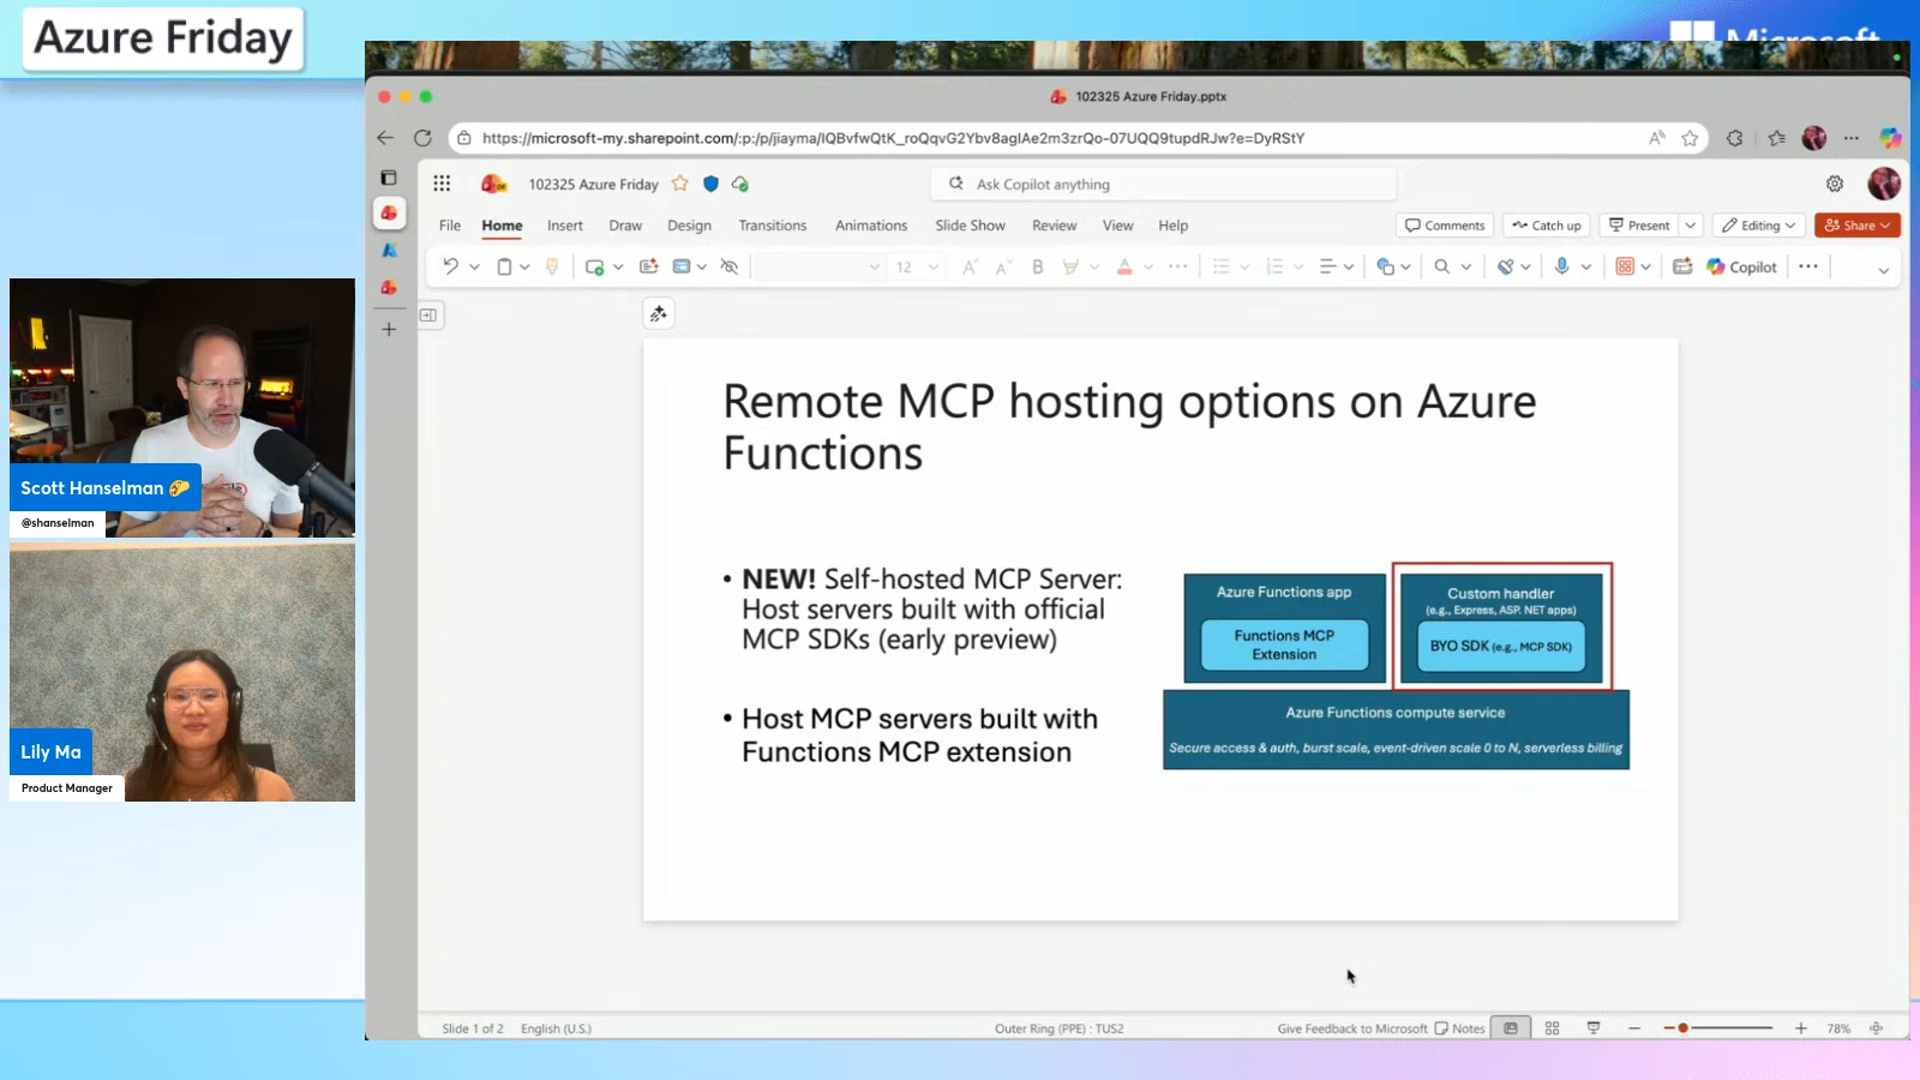 Azure Friday
Microsoft
102325 Azure Friday.pptx
https://microsoft-my.sharepoint.com/:p:/p/jiayma/IQBvfwQtK_roQqvG2Ybv8agIAe2m3zrQo-07UQQ9tupdRJw?e=DyRStY
102325 Azure Friday
Ask Copilot anything
File Home Insert Draw Design Transitions Animations Slide Show Review View Help
Comments Catch up Present Editing Share
12
B
Copilot
Scott Hanselman 🌮
@shanselman
Lily Ma
Product Manager
Remote MCP hosting options on Azure
Functions
• NEW! Self-hosted MCP Server:
Host servers built with official
MCP SDKs (early preview)
• Host MCP servers built with
Functions MCP extension
Azure Functions app
Functions MCP
Extension
Custom handler
(e.g., Express, ASP. NET apps)
BYO SDK (e.g., MCP SDK)
Azure Functions compute service
Secure access & auth, burst scale, event-driven scale 0 to N, serverless billing
Slide 1 of 2 English (U.S.) Outer Ring (PPE) : TUS2 Give Feedback to Microsoft Notes 78%